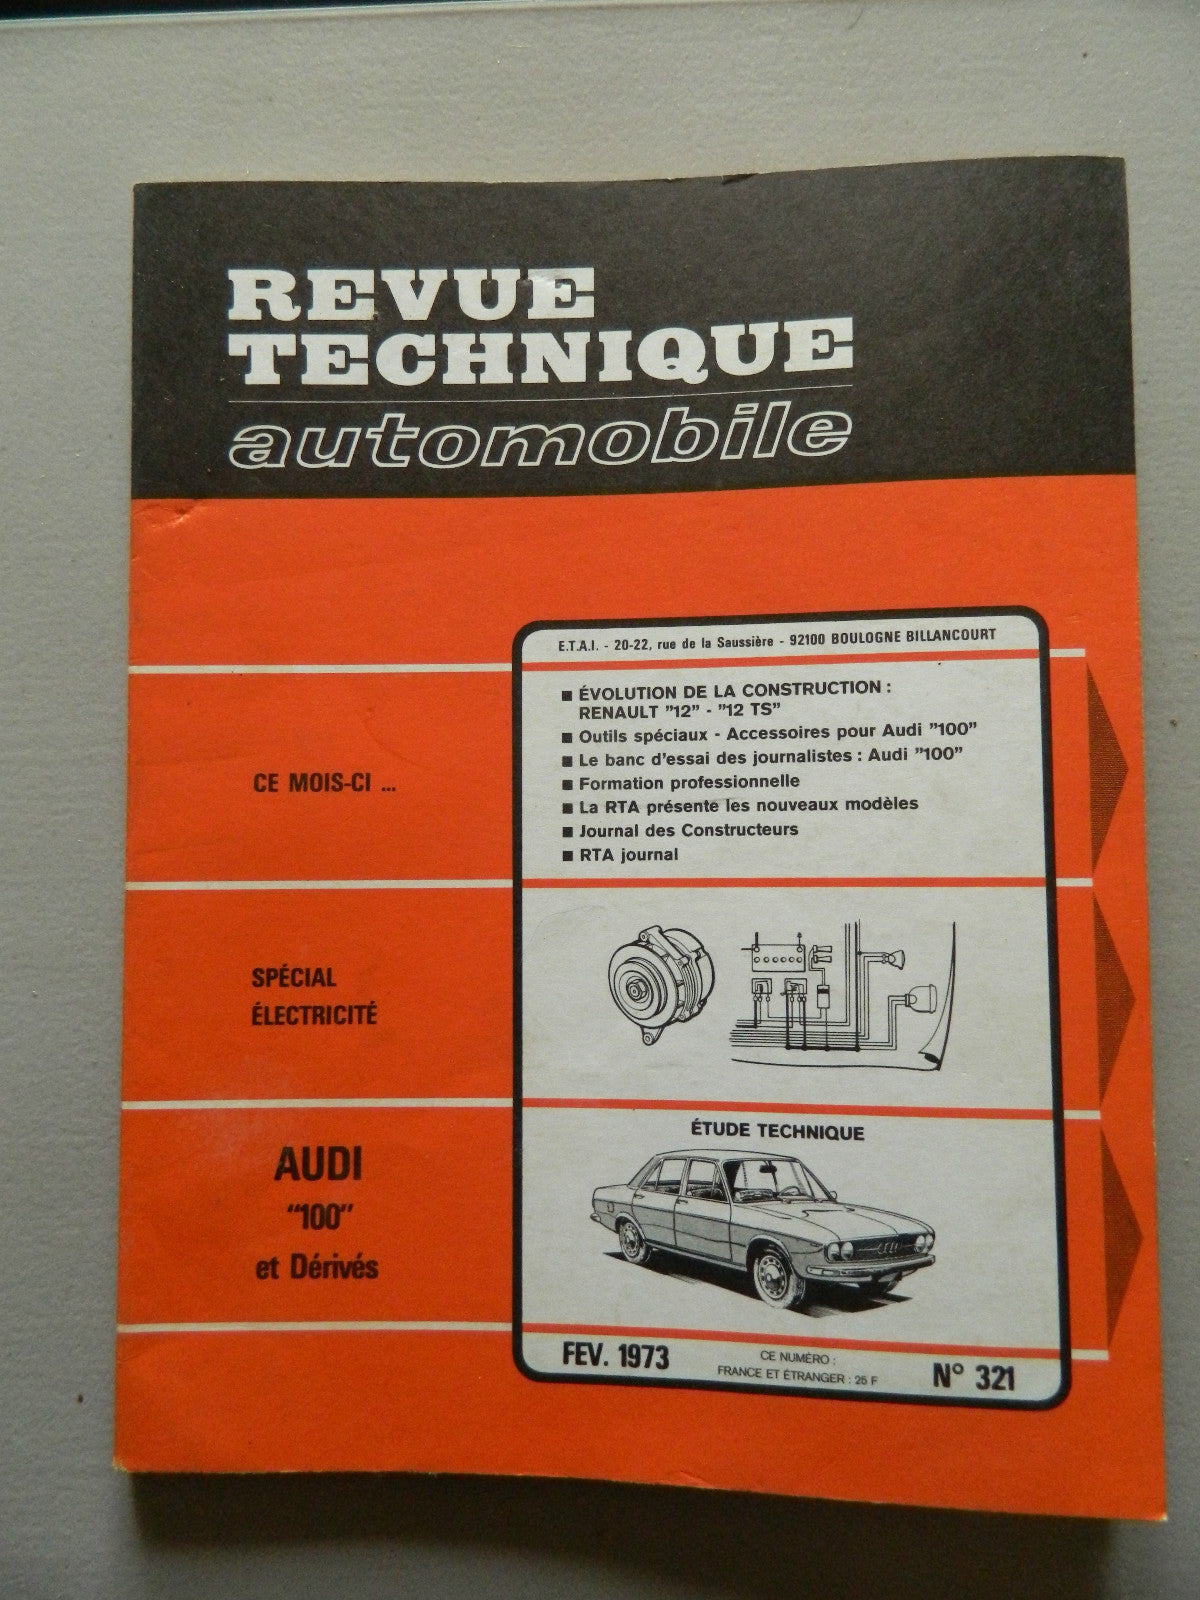 REVUE
TECHNIQUE
automobile
E.T.A.I. - 20-22, rue de la Saussière - 92100 BOULOGNE BILLANCOURT
CE MOIS-CI ...
■ ÉVOLUTION DE LA CONSTRUCTION :
RENAULT "12" - "12 TS"
■ Outils spéciaux - Accessoires pour Audi "100"
■ Le banc d'essai des journalistes : Audi "100"
■ Formation professionnelle
■ La RTA présente les nouveaux modèles
■ Journal des Constructeurs
■ RTA journal
SPÉCIAL
ÉLECTRICITÉ
AUDI
"100"
et Dérivés
ÉTUDE TECHNIQUE
FEV. 1973
CE NUMÉRO :
FRANCE ET ÉTRANGER : 25 F
N° 321